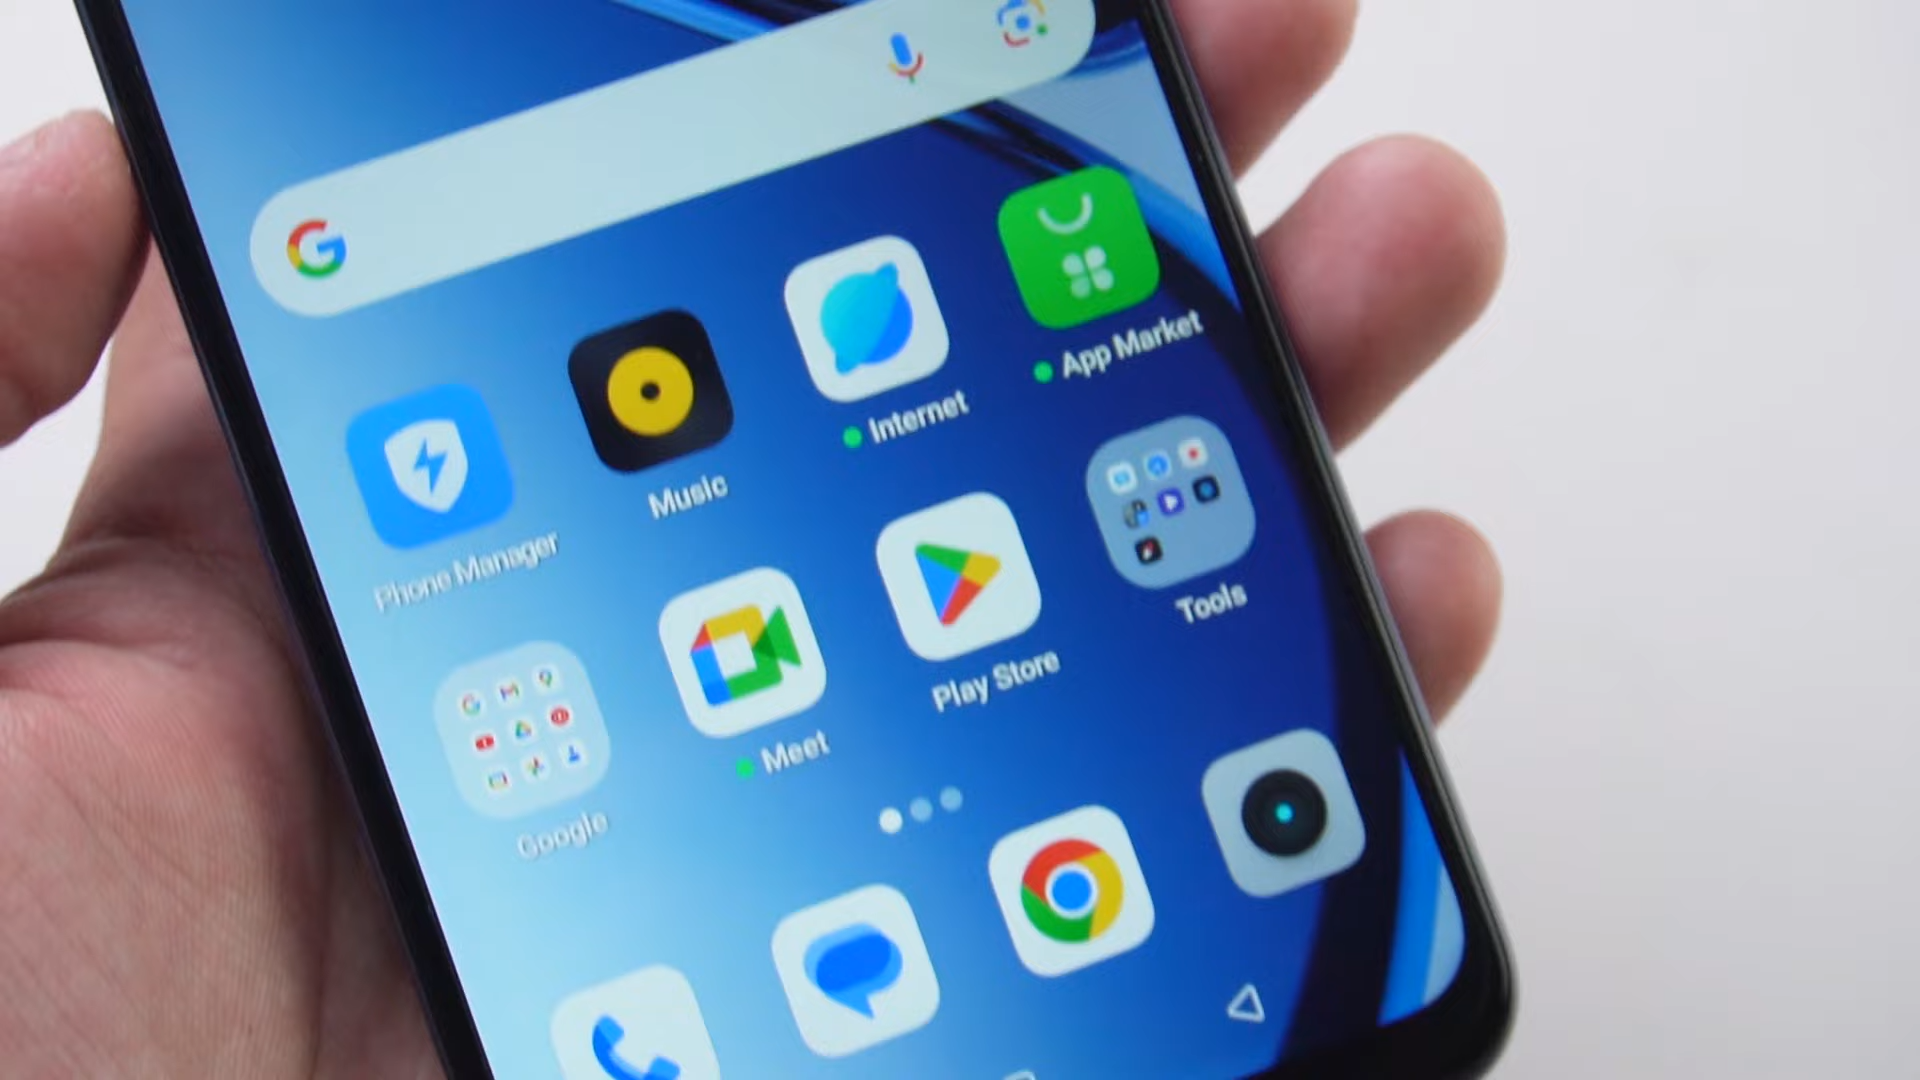 Phone Manager
Music
Internet
App Market
Google
Meet
Play Store
Tools